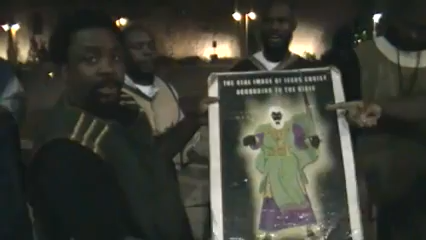 THE REAL IMAGE OF JESUS CHRIST
ACCORDING TO THE BIBLE